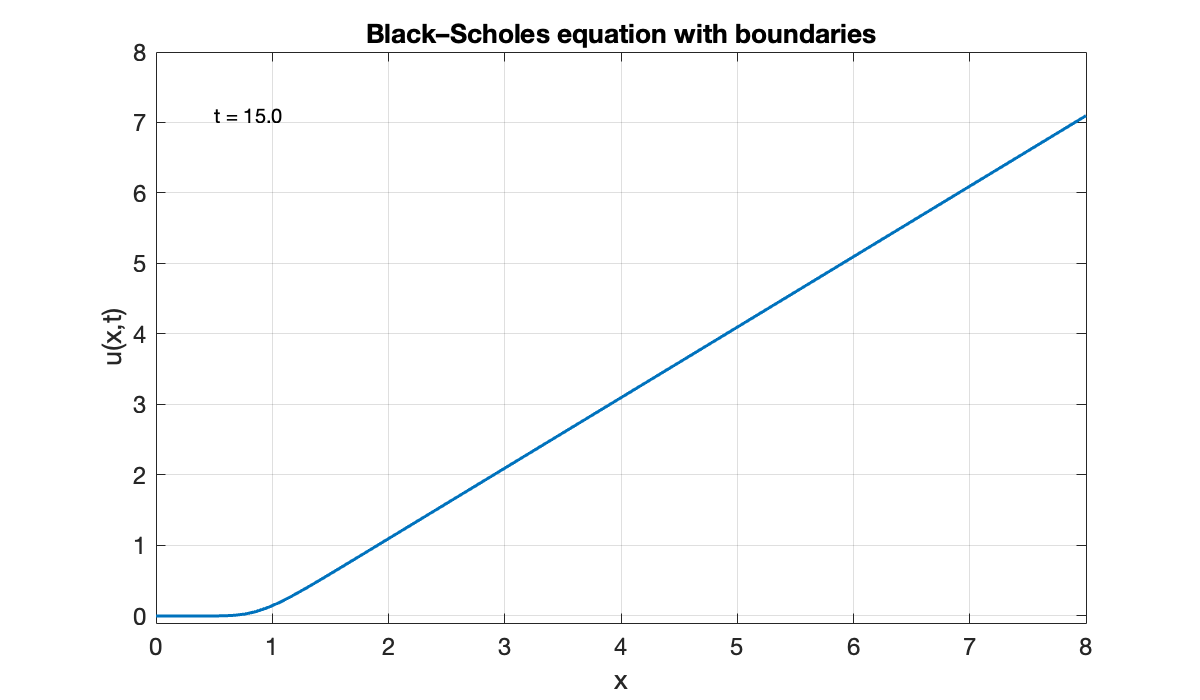 Black–Scholes equation with boundaries
8
t = 15.0
7
6
5
u(x,t)
4
3
2
1
0
0 1 2 3 4 5 6 7 8
x